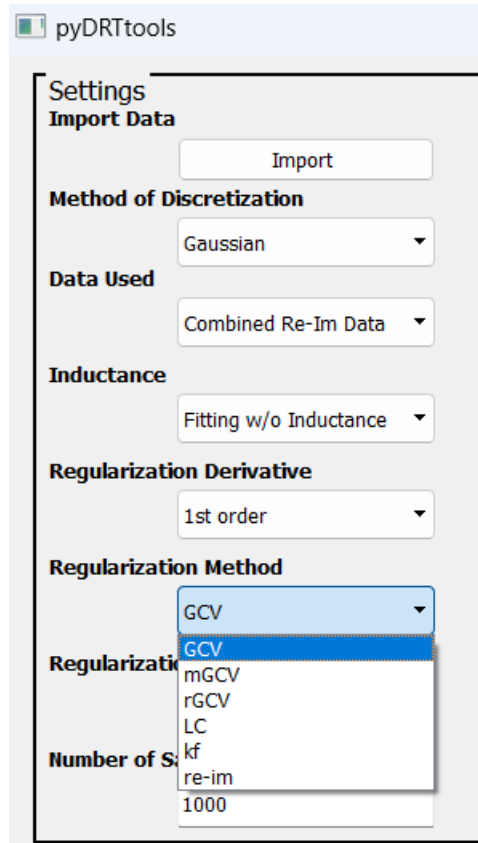 pyDRTtools
Settings
Import Data
Import
Method of Discretization
Gaussian
Data Used
Combined Re-Im Data
Inductance
Fitting w/o Inductance
Regularization Derivative
1st order
Regularization Method
GCV
GCV
mGCV
rGCV
LC
kf
re-im
1000